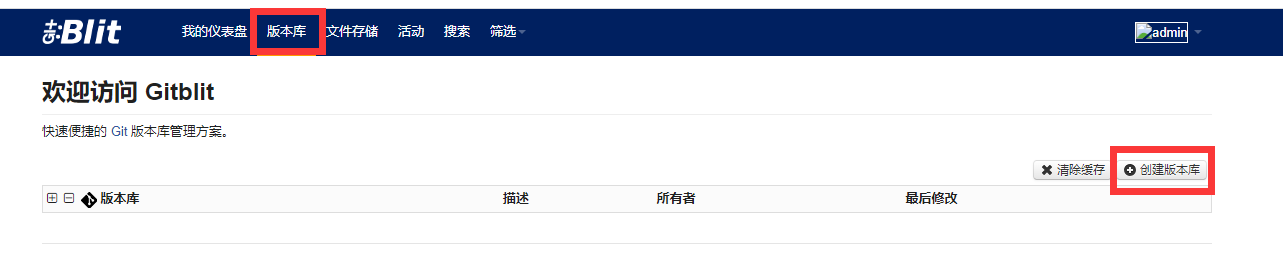 GitBlit 我的仪表盘 版本库 文件存储 活动 搜索 筛选 admin
欢迎访问 Gitblit
快速便捷的 Git 版本库管理方案。
清除缓存 创建版本库
版本库 描述 所有者 最后修改